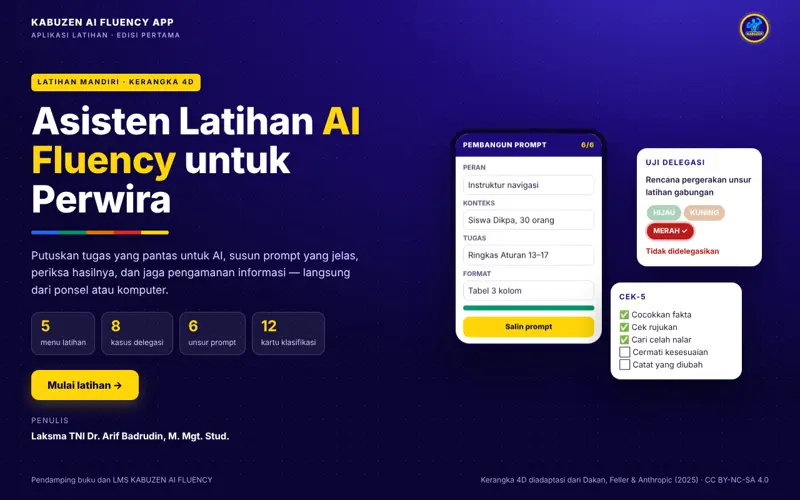 KABUZEN AI FLUENCY APP
APLIKASI LATIHAN · EDISI PERTAMA
KABUZEN
LATIHAN MANDIRI · KERANGKA 4D
Asisten Latihan AI
Fluency untuk
Perwira
Putuskan tugas yang pantas untuk AI, susun prompt yang jelas,
periksa hasilnya, dan jaga pengamanan informasi — langsung
dari ponsel atau komputer.
5
menu latihan
8
kasus delegasi
6
unsur prompt
12
kartu klasifikasi
Mulai latihan →
PENULIS
Laksma TNI Dr. Arif Badrudin, M. Mgt. Stud.
PEMBANGUN PROMPT 6/6
PERAN
Instruktur navigasi
KONTEKS
Siswa Dikpa, 30 orang
TUGAS
Ringkas Aturan 13–17
FORMAT
Tabel 3 kolom
Salin prompt
UJI DELEGASI
Rencana pergerakan unsur
latihan gabungan
HIJAU KUNING
MERAH ✓
Tidak didelegasikan
CEK-5
✅ Cocokkan fakta
✅ Cek rujukan
✅ Cari celah nalar
⬜ Cermati kesesuaian
⬜ Catat yang diubah
Pendamping buku dan LMS KABUZEN AI FLUENCY
Kerangka 4D diadaptasi dari Dakan, Feller & Anthropic (2025) · CC BY-NC-SA 4.0